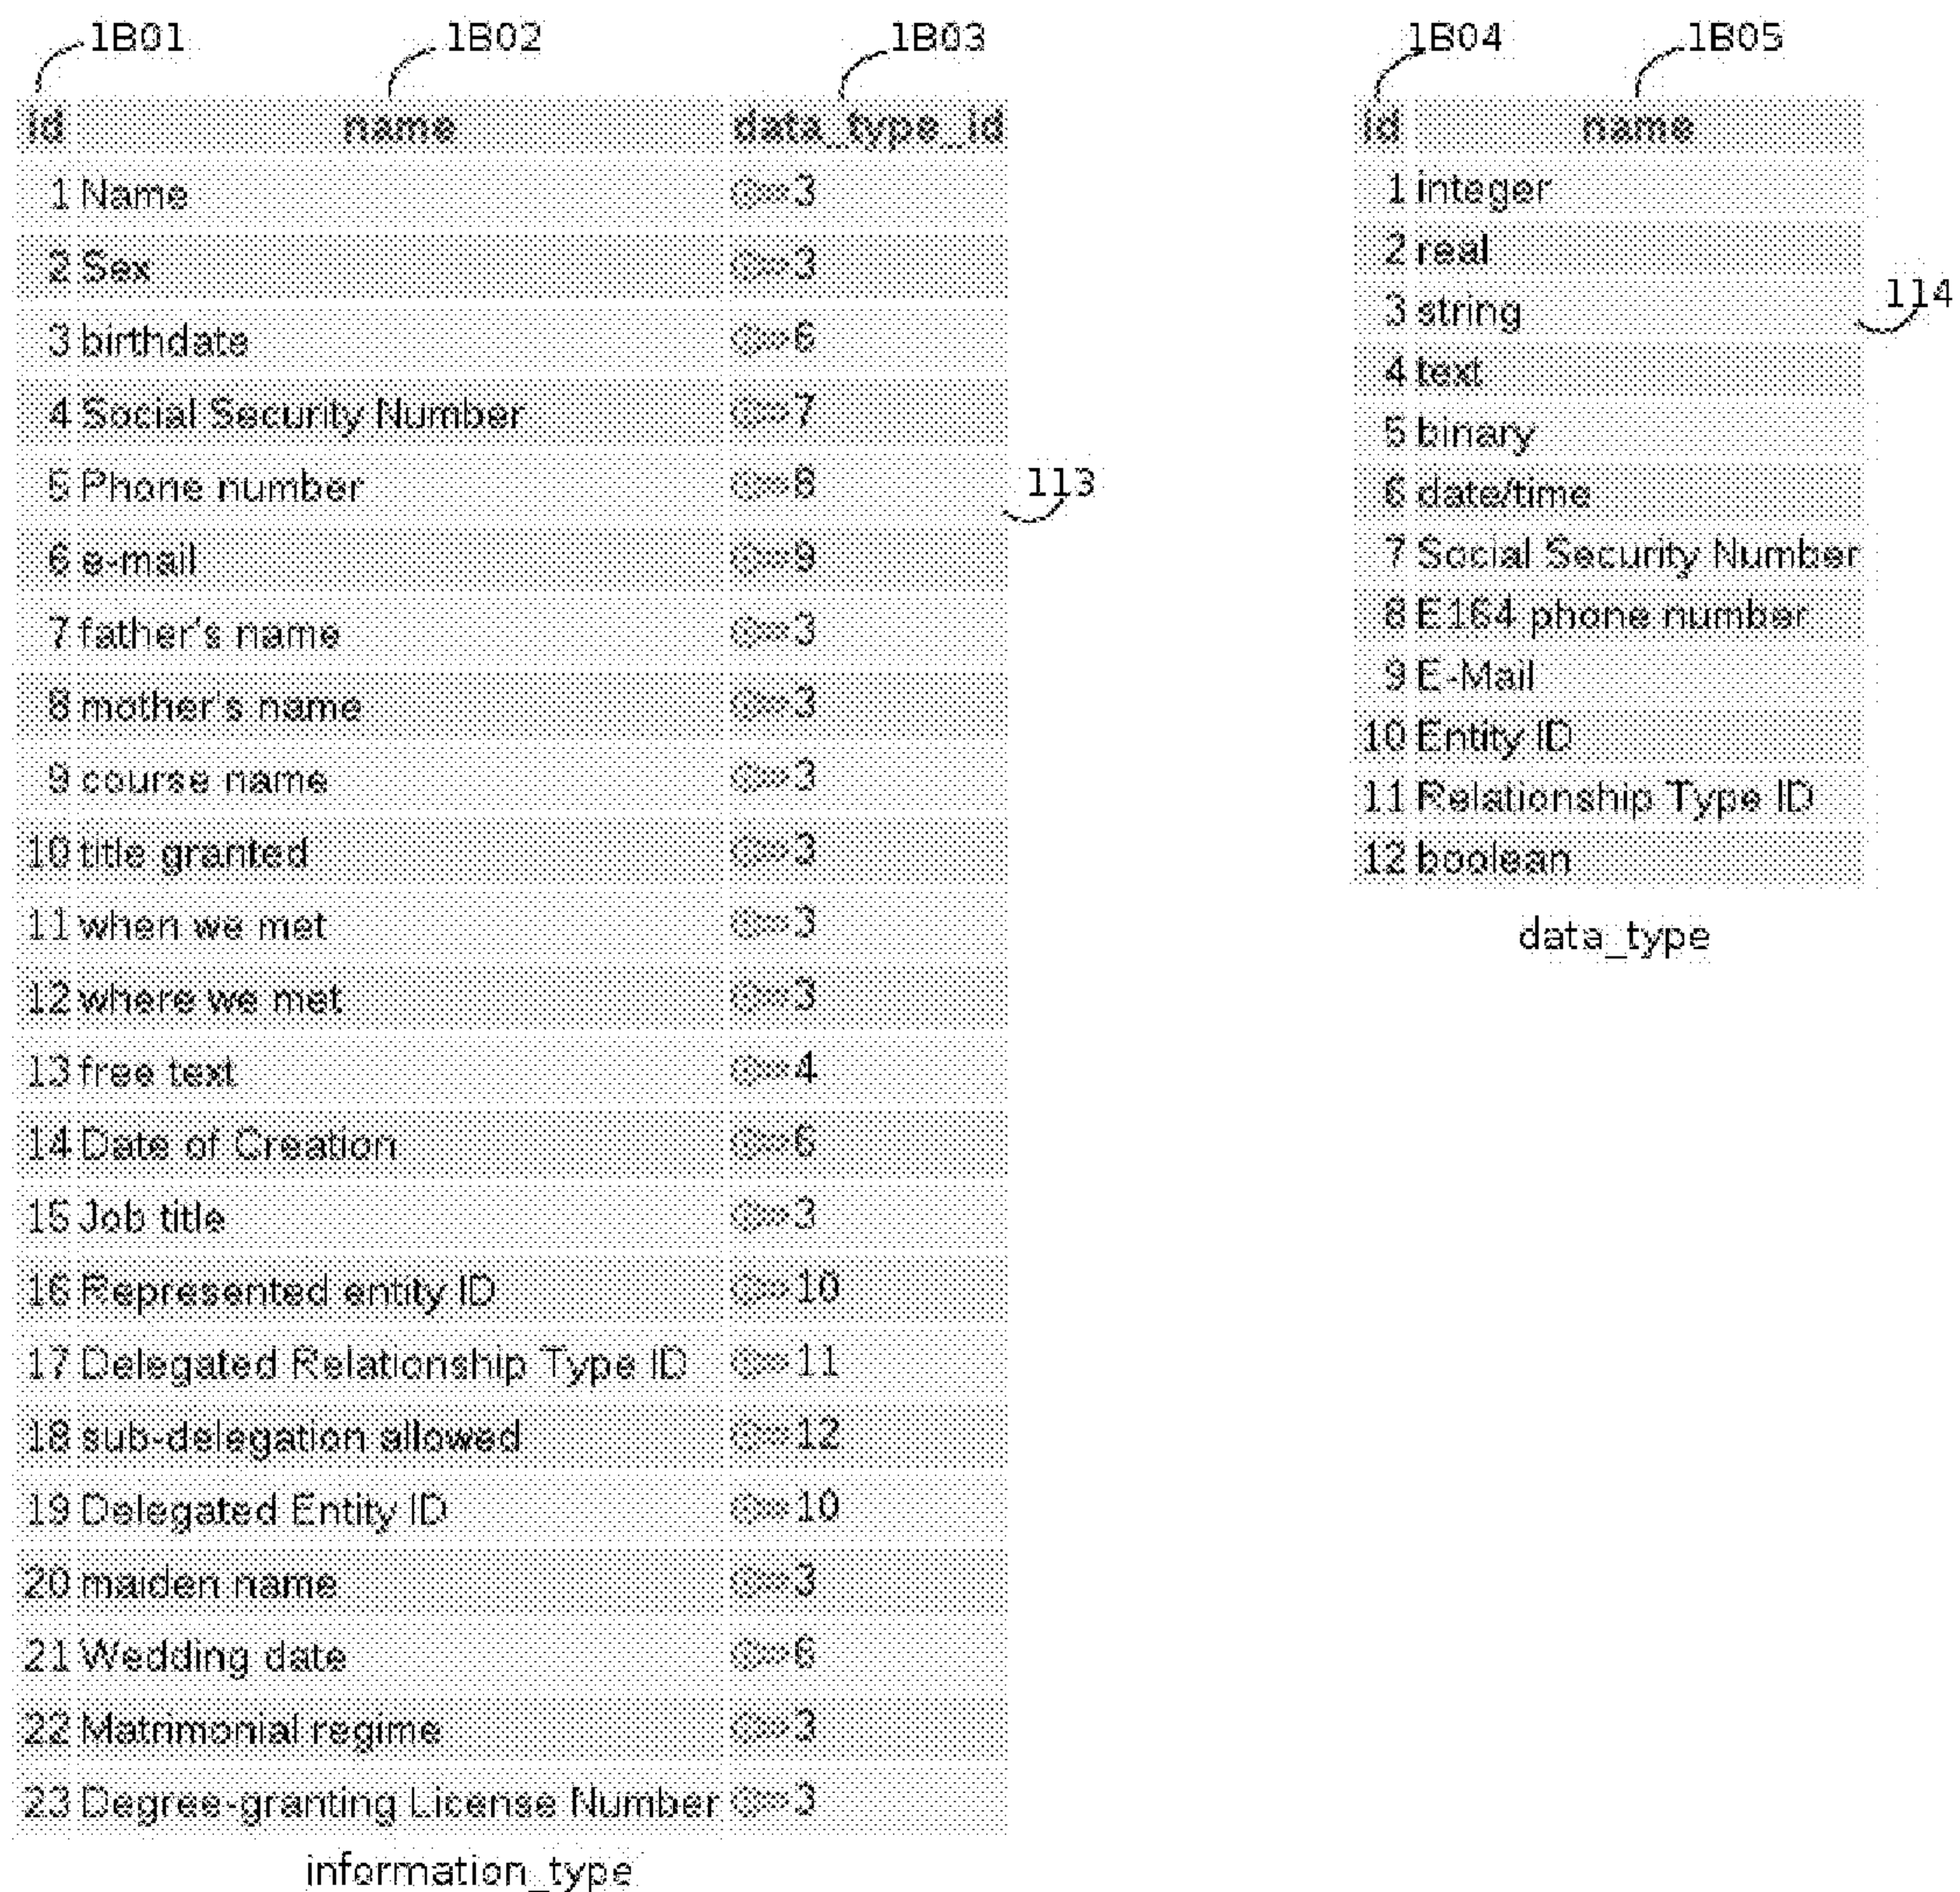 1B01 1B02 1B03
id name data_type_id
1 Name 3
2 Sex 3
3 birthdate 6
4 Social Security Number 7
5 Phone number 8
113
6 e-mail 9
7 father's name 3
8 mother's name 3
9 course name 3
10 title granted 3
11 when we met 3
12 where we met 3
13 free text 4
14 Date of Creation 6
15 Job title 3
16 Represented entity ID 10
17 Delegated Relationship Type ID 11
18 sub-delegation allowed 12
19 Delegated Entity ID 10
20 maiden name 3
21 Wedding date 6
22 Matrimonial regime 3
23 Degree-granting License Number 3
information_type
1B04 1B05
id name
1 integer
2 real
114
3 string
4 text
5 binary
6 date/time
7 Social Security Number
8 E164 phone number
9 E-Mail
10 Entity ID
11 Relationship Type ID
12 boolean
data_type